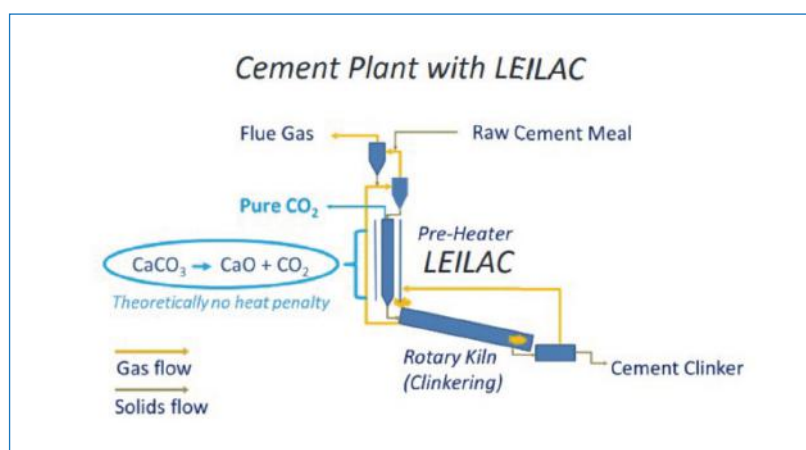 Cement Plant with LEILAC
Flue Gas
Raw Cement Meal
Pure CO₂
Pre-Heater
LEILAC
CaCO₃ → CaO + CO₂
Theoretically no heat penalty
Rotary Kiln
(Clinkering)
Cement Clinker
Gas flow
Solids flow